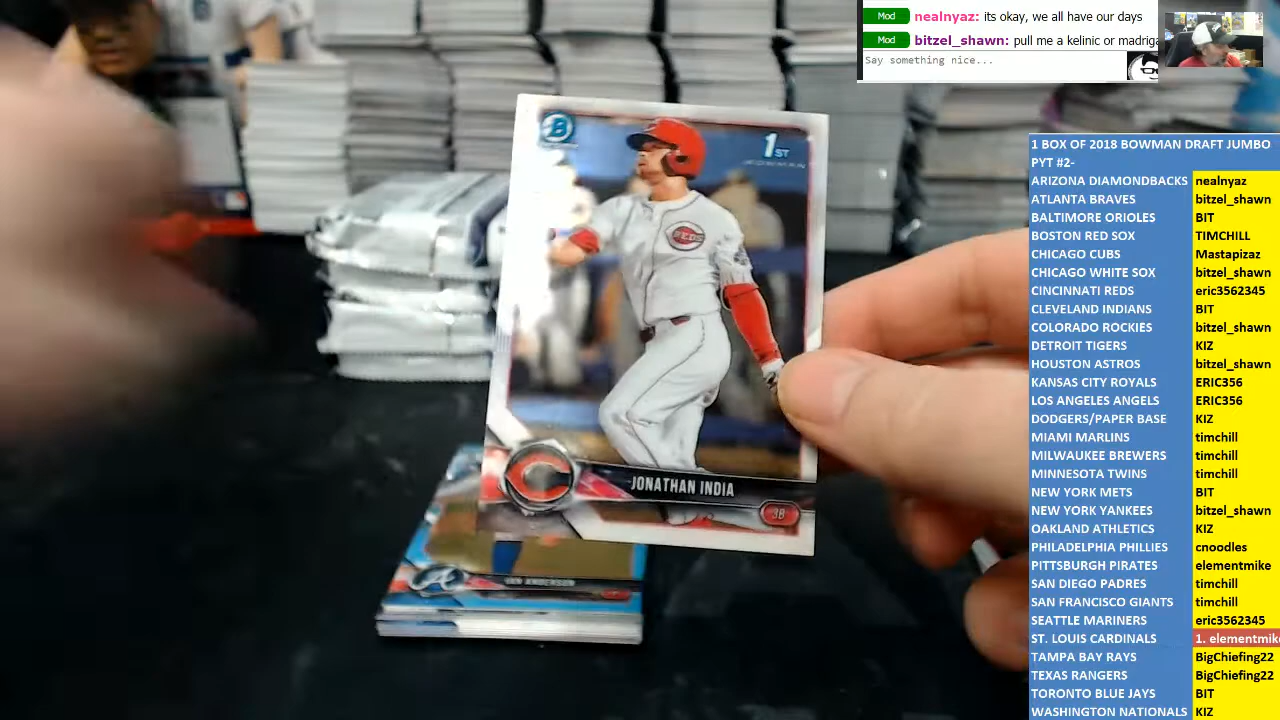 Mod nealnyaz: its okay, we all have our days
Mod bitzel_shawn: pull me a kelinic or madriga
Say something nice...
B
1ST
BOWMAN
REDS
JONATHAN INDIA
3B
IAN ANDERSON
1 BOX OF 2018 BOWMAN DRAFT JUMBO
PYT #2-
ARIZONA DIAMONDBACKS nealnyaz
ATLANTA BRAVES bitzel_shawn
BALTIMORE ORIOLES BIT
BOSTON RED SOX TIMCHILL
CHICAGO CUBS Mastapizaz
CHICAGO WHITE SOX bitzel_shawn
CINCINNATI REDS eric3562345
CLEVELAND INDIANS BIT
COLORADO ROCKIES bitzel_shawn
DETROIT TIGERS KIZ
HOUSTON ASTROS bitzel_shawn
KANSAS CITY ROYALS ERIC356
LOS ANGELES ANGELS ERIC356
DODGERS/PAPER BASE KIZ
MIAMI MARLINS timchill
MILWAUKEE BREWERS timchill
MINNESOTA TWINS timchill
NEW YORK METS BIT
NEW YORK YANKEES bitzel_shawn
OAKLAND ATHLETICS KIZ
PHILADELPHIA PHILLIES cnoodles
PITTSBURGH PIRATES elementmike
SAN DIEGO PADRES timchill
SAN FRANCISCO GIANTS timchill
SEATTLE MARINERS eric3562345
ST. LOUIS CARDINALS 1. elementmike
TAMPA BAY RAYS BigChiefing22
TEXAS RANGERS BigChiefing22
TORONTO BLUE JAYS BIT
WASHINGTON NATIONALS KIZ